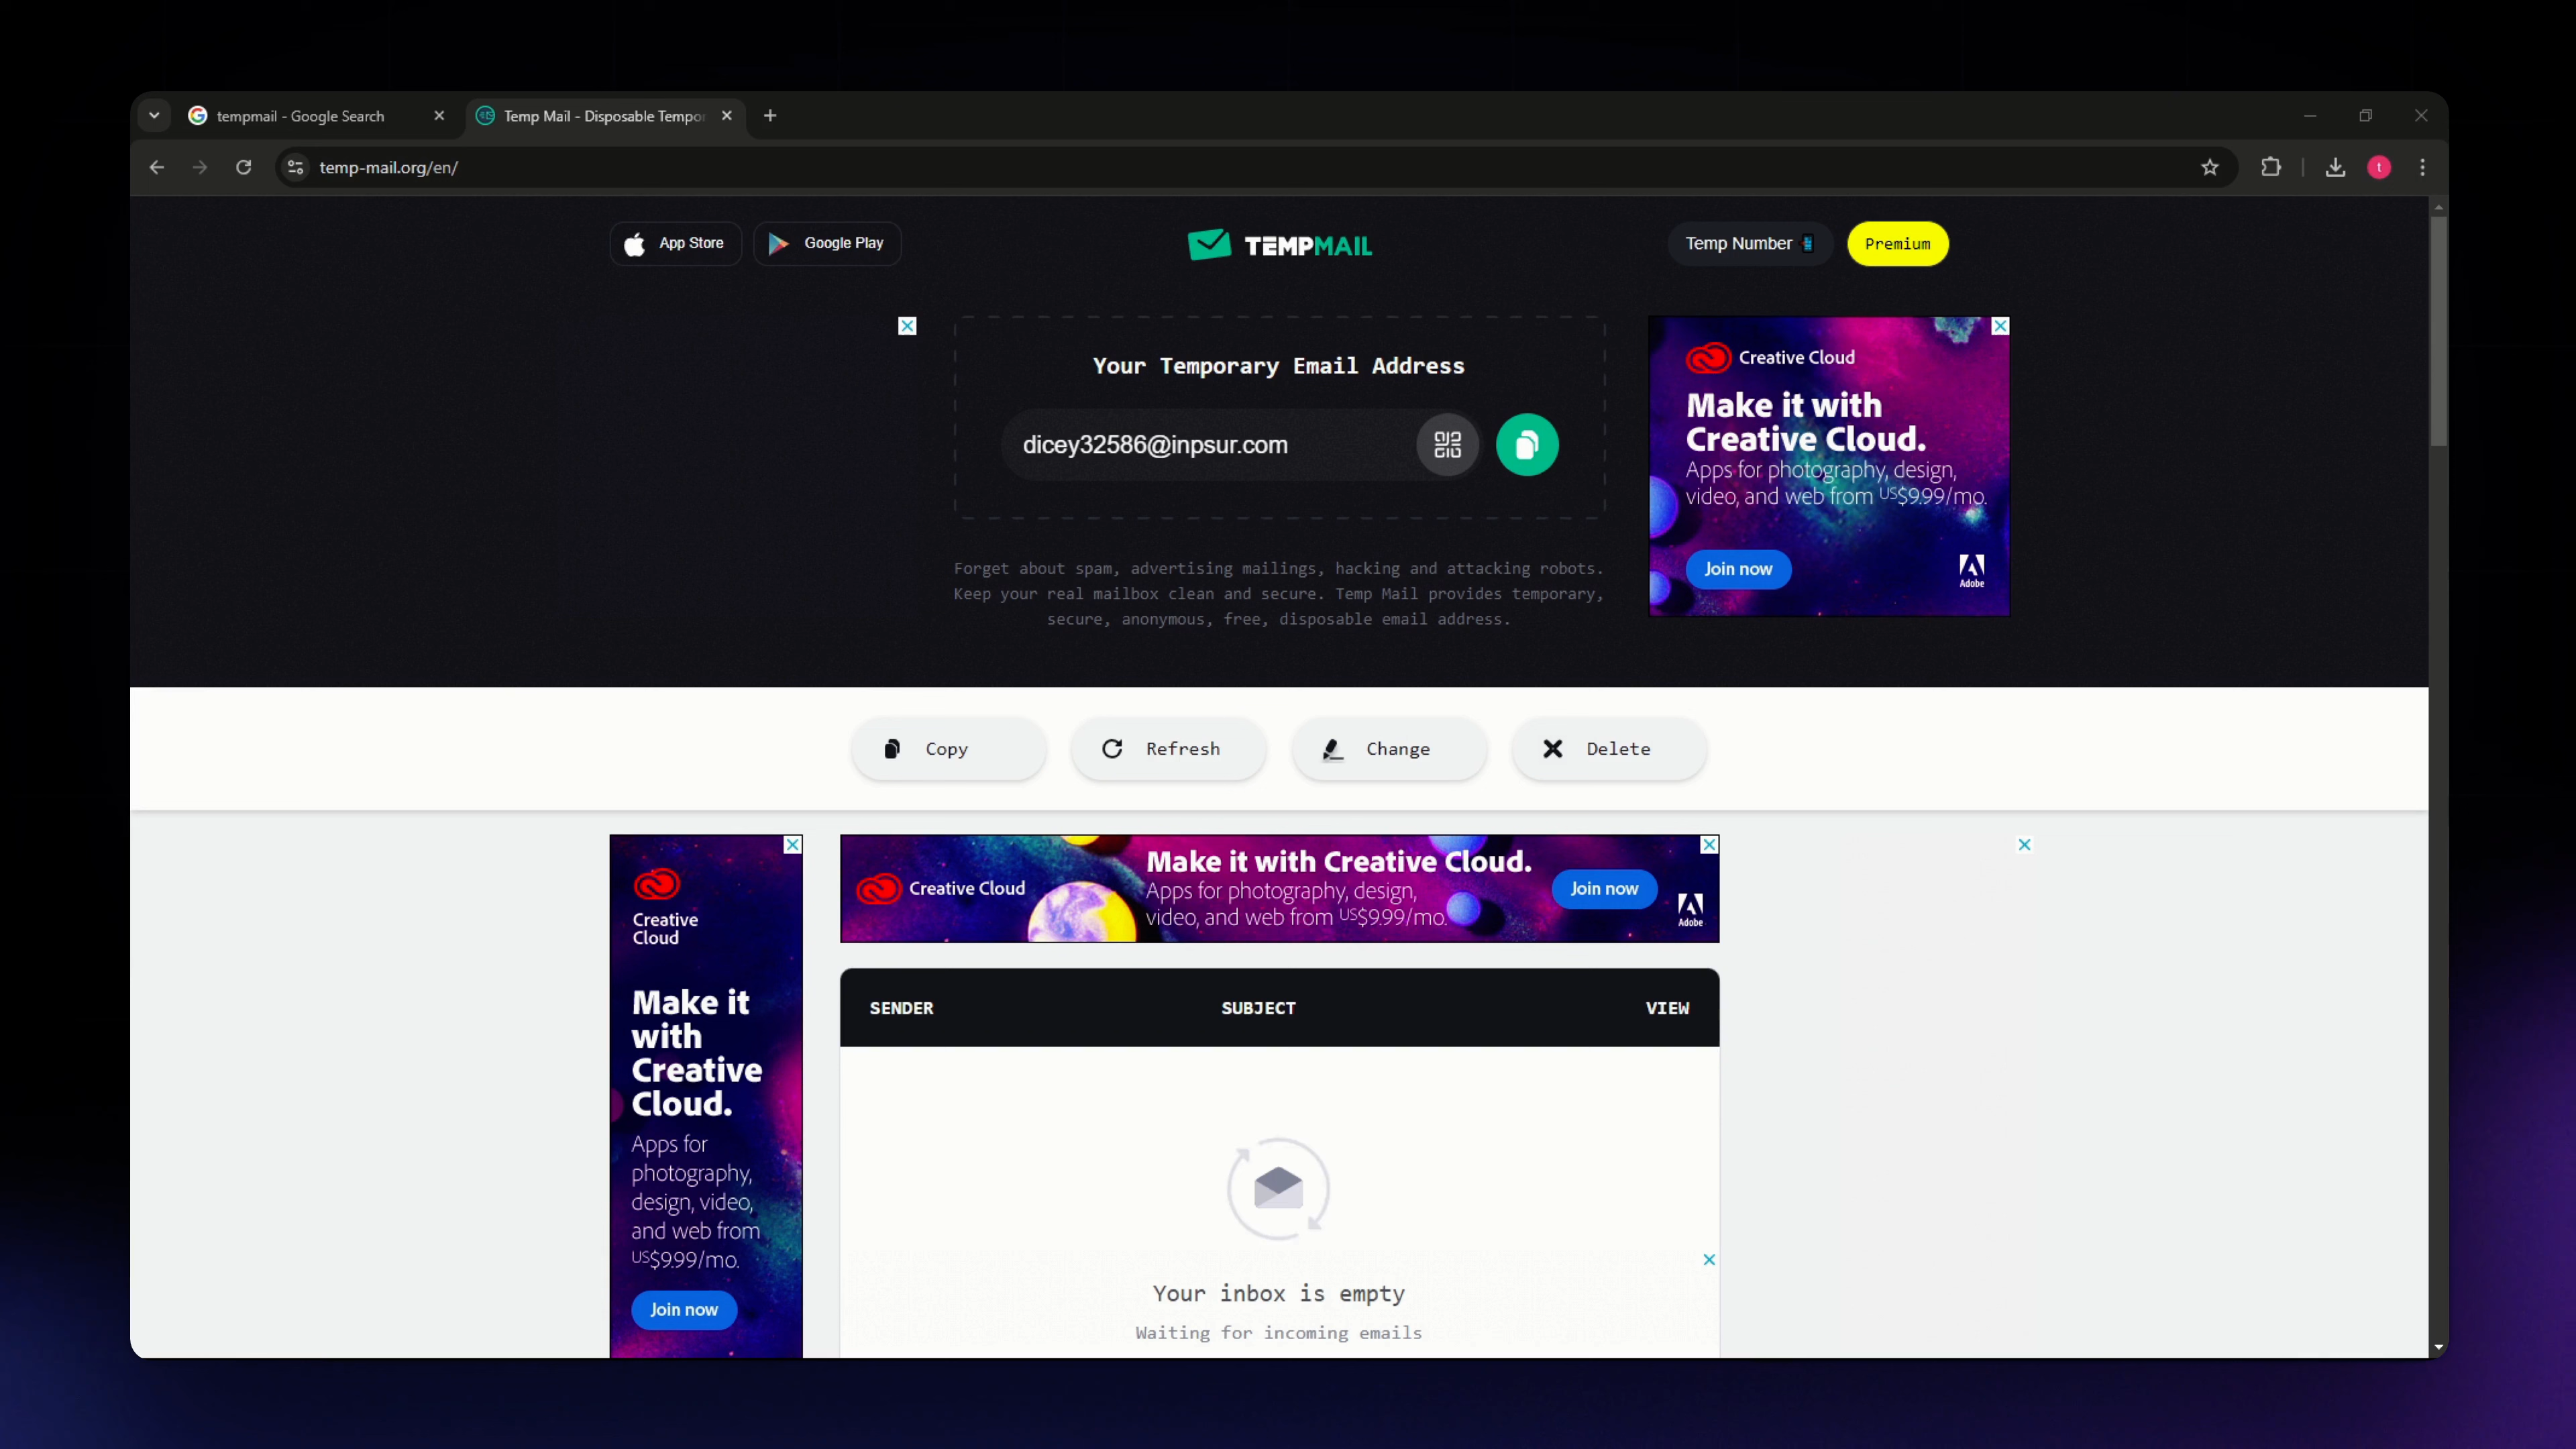 tempmail - Google Search
Temp Mail - Disposable Tempor
temp-mail.org/en/
t
App Store
Google Play
TEMPMAIL
Temp Number
Premium
Your Temporary Email Address
dicey32586@inpsur.com
Forget about spam, advertising mailings, hacking and attacking robots.
Keep your real mailbox clean and secure. Temp Mail provides temporary,
secure, anonymous, free, disposable email address.
Creative Cloud
Make it with
Creative Cloud.
Apps for photography, design,
video, and web from US$9.99/mo.
Join now
Adobe
Copy
Refresh
Change
Delete
Creative
Cloud
Make it
with
Creative
Cloud.
Apps for
photography,
design, video,
and web from
US$9.99/mo.
Join now
Creative Cloud
Make it with Creative Cloud.
Apps for photography, design,
video, and web from US$9.99/mo.
Join now
Adobe
SENDER
SUBJECT
VIEW
Your inbox is empty
Waiting for incoming emails